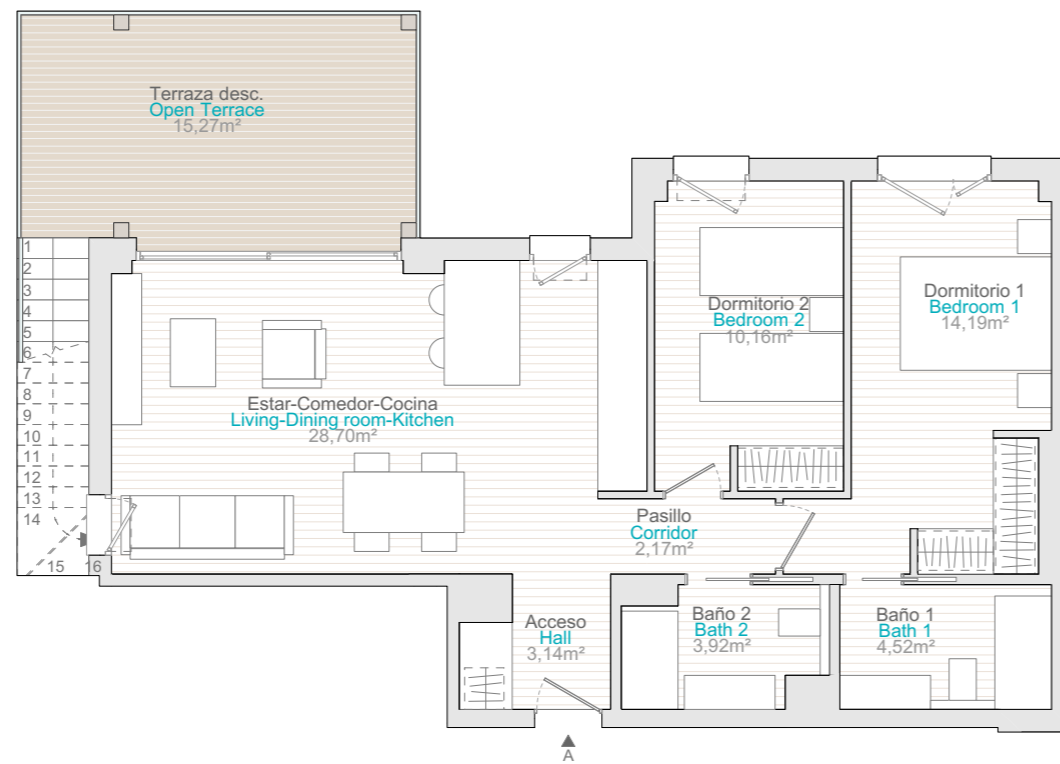 Terraza desc.
Open Terrace
15,27m²
1
2
3
4
5
6
7
8
9
10
11
12
13
14
15
16
Estar-Comedor-Cocina
Living-Dining room-Kitchen
28,70m²
Dormitorio 2
Bedroom 2
10,16m²
Dormitorio 1
Bedroom 1
14,19m²
Pasillo
Corridor
2,17m²
Acceso
Hall
3,14m²
Baño 2
Bath 2
3,92m²
Baño 1
Bath 1
4,52m²
A